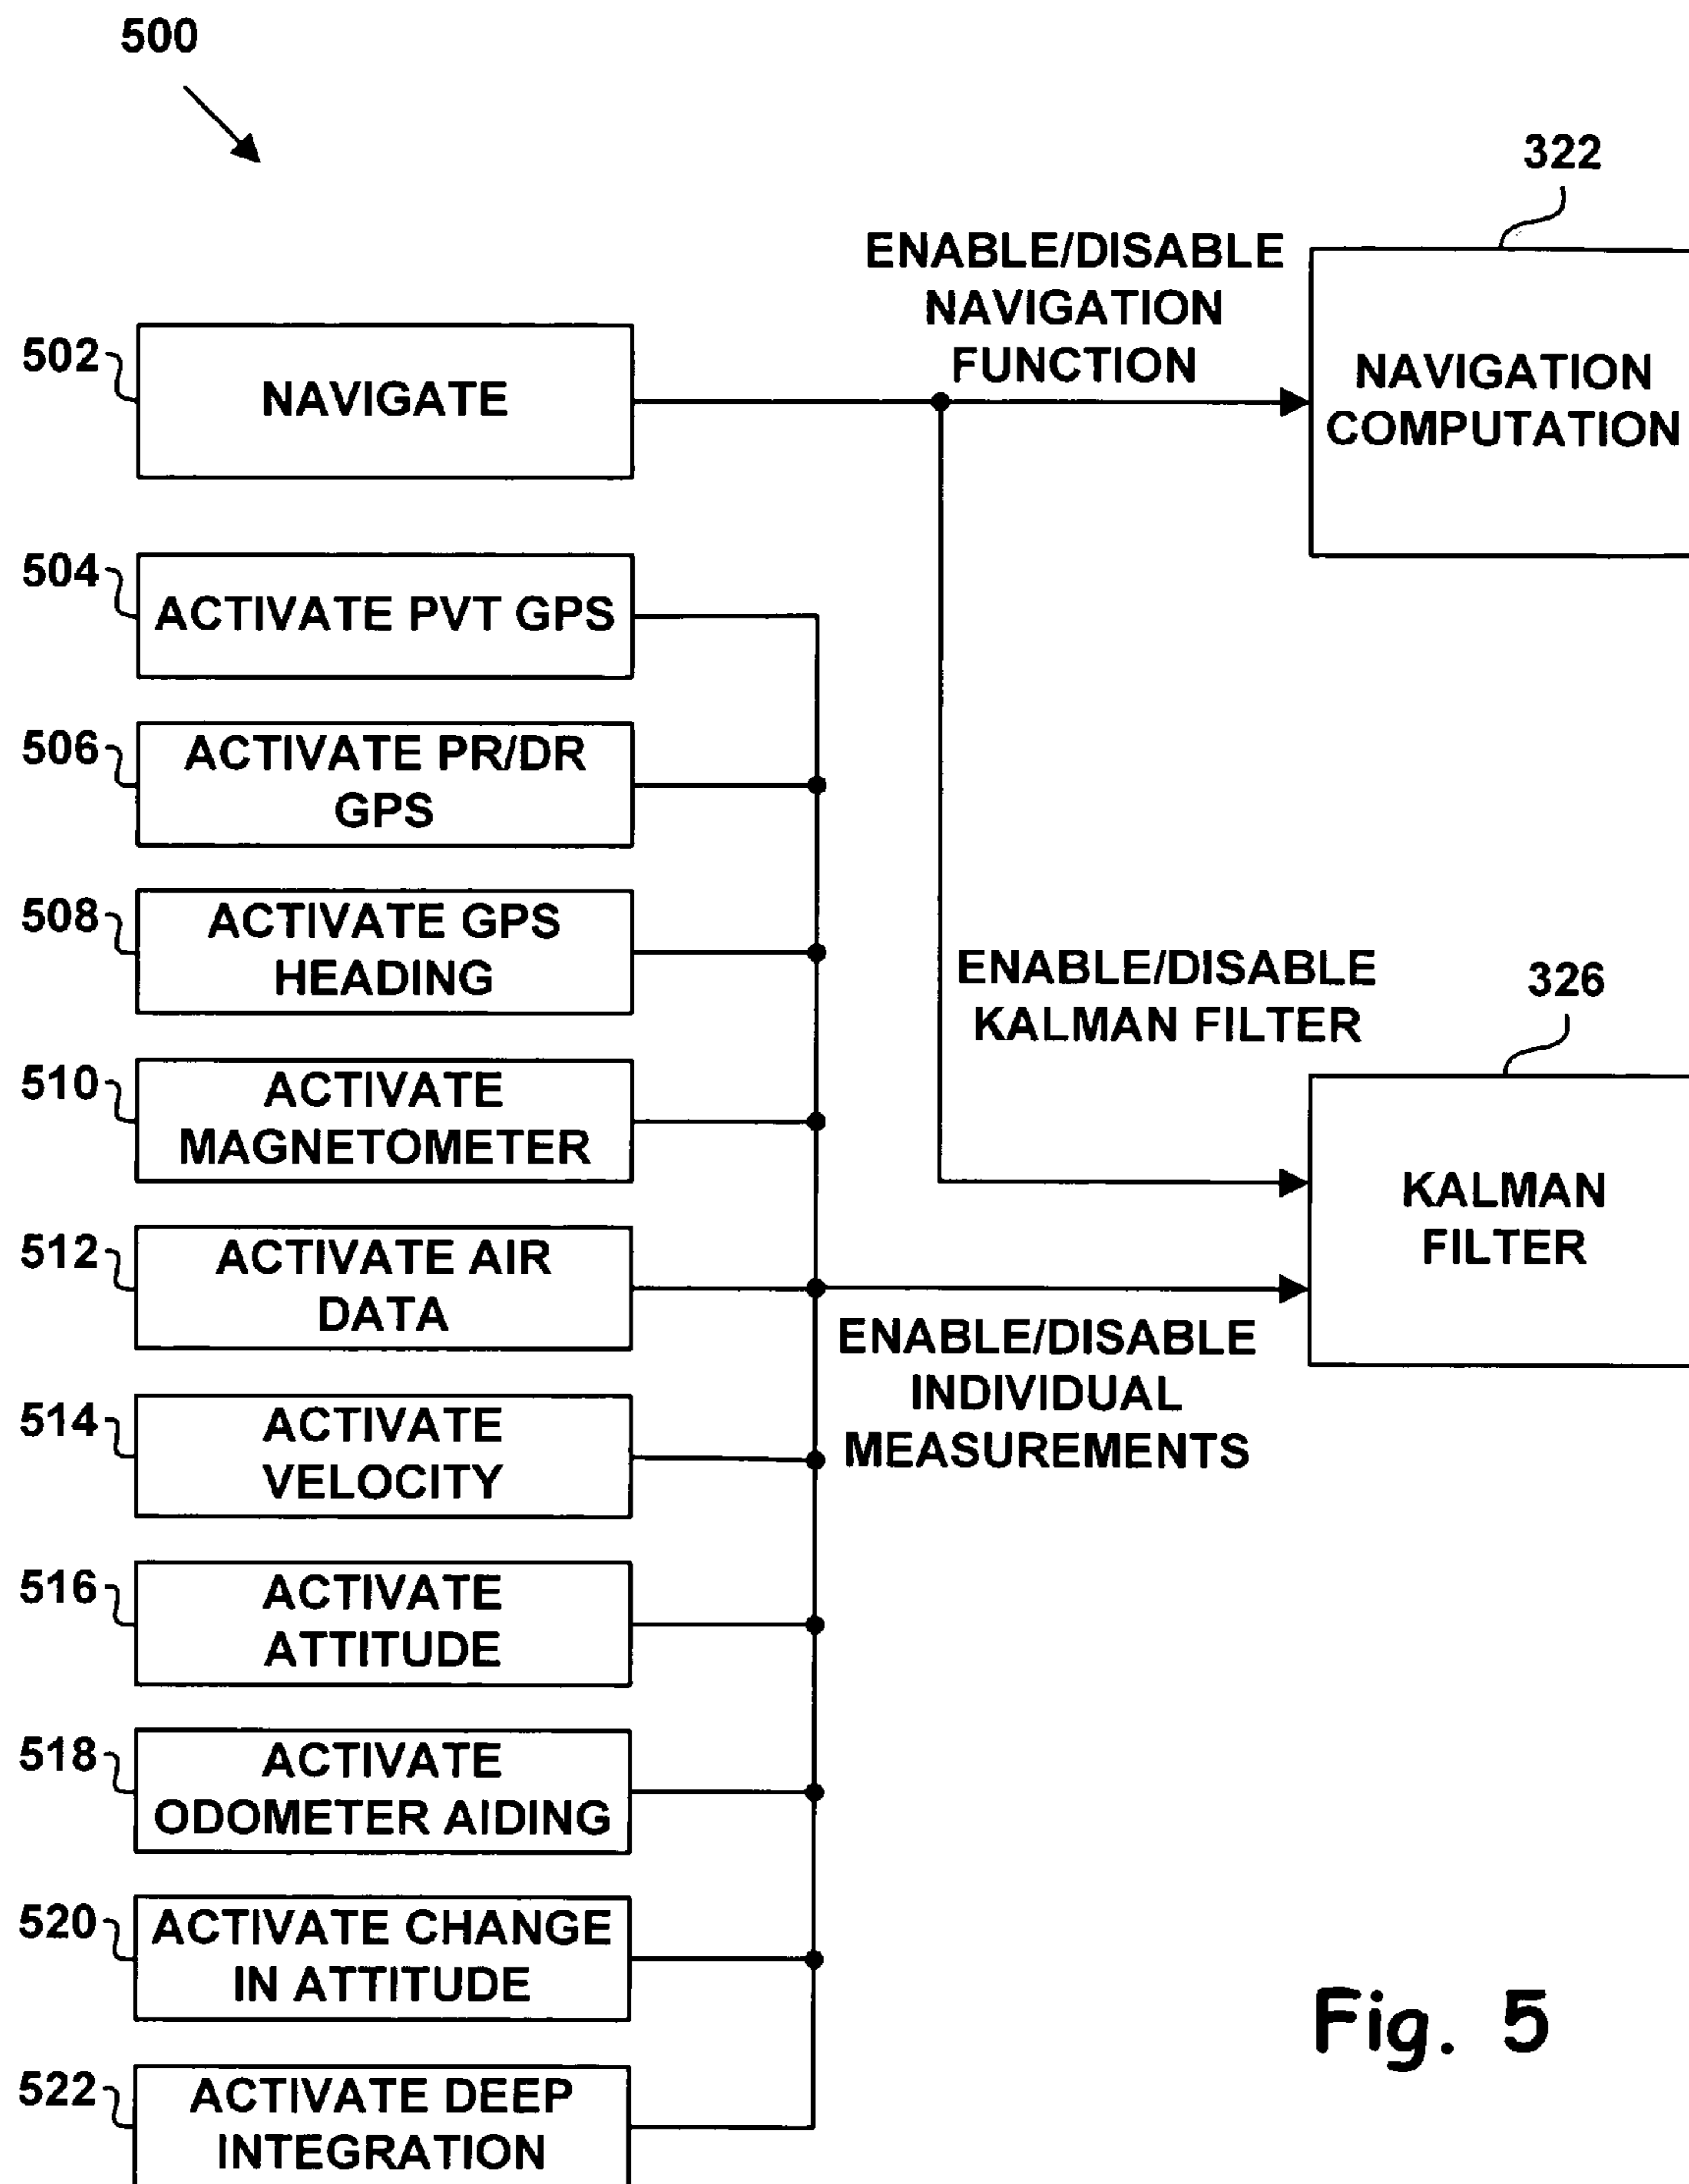 500
322
ENABLE/DISABLE
NAVIGATION
FUNCTION
502
NAVIGATE
NAVIGATION
COMPUTATION
504
ACTIVATE PVT GPS
506
ACTIVATE PR/DR
GPS
508
ACTIVATE GPS
HEADING
ENABLE/DISABLE
KALMAN FILTER
326
510
ACTIVATE
MAGNETOMETER
KALMAN
FILTER
512
ACTIVATE AIR
DATA
ENABLE/DISABLE
INDIVIDUAL
MEASUREMENTS
514
ACTIVATE
VELOCITY
516
ACTIVATE
ATTITUDE
518
ACTIVATE
ODOMETER AIDING
520
ACTIVATE CHANGE
IN ATTITUDE
522
ACTIVATE DEEP
INTEGRATION
Fig. 5